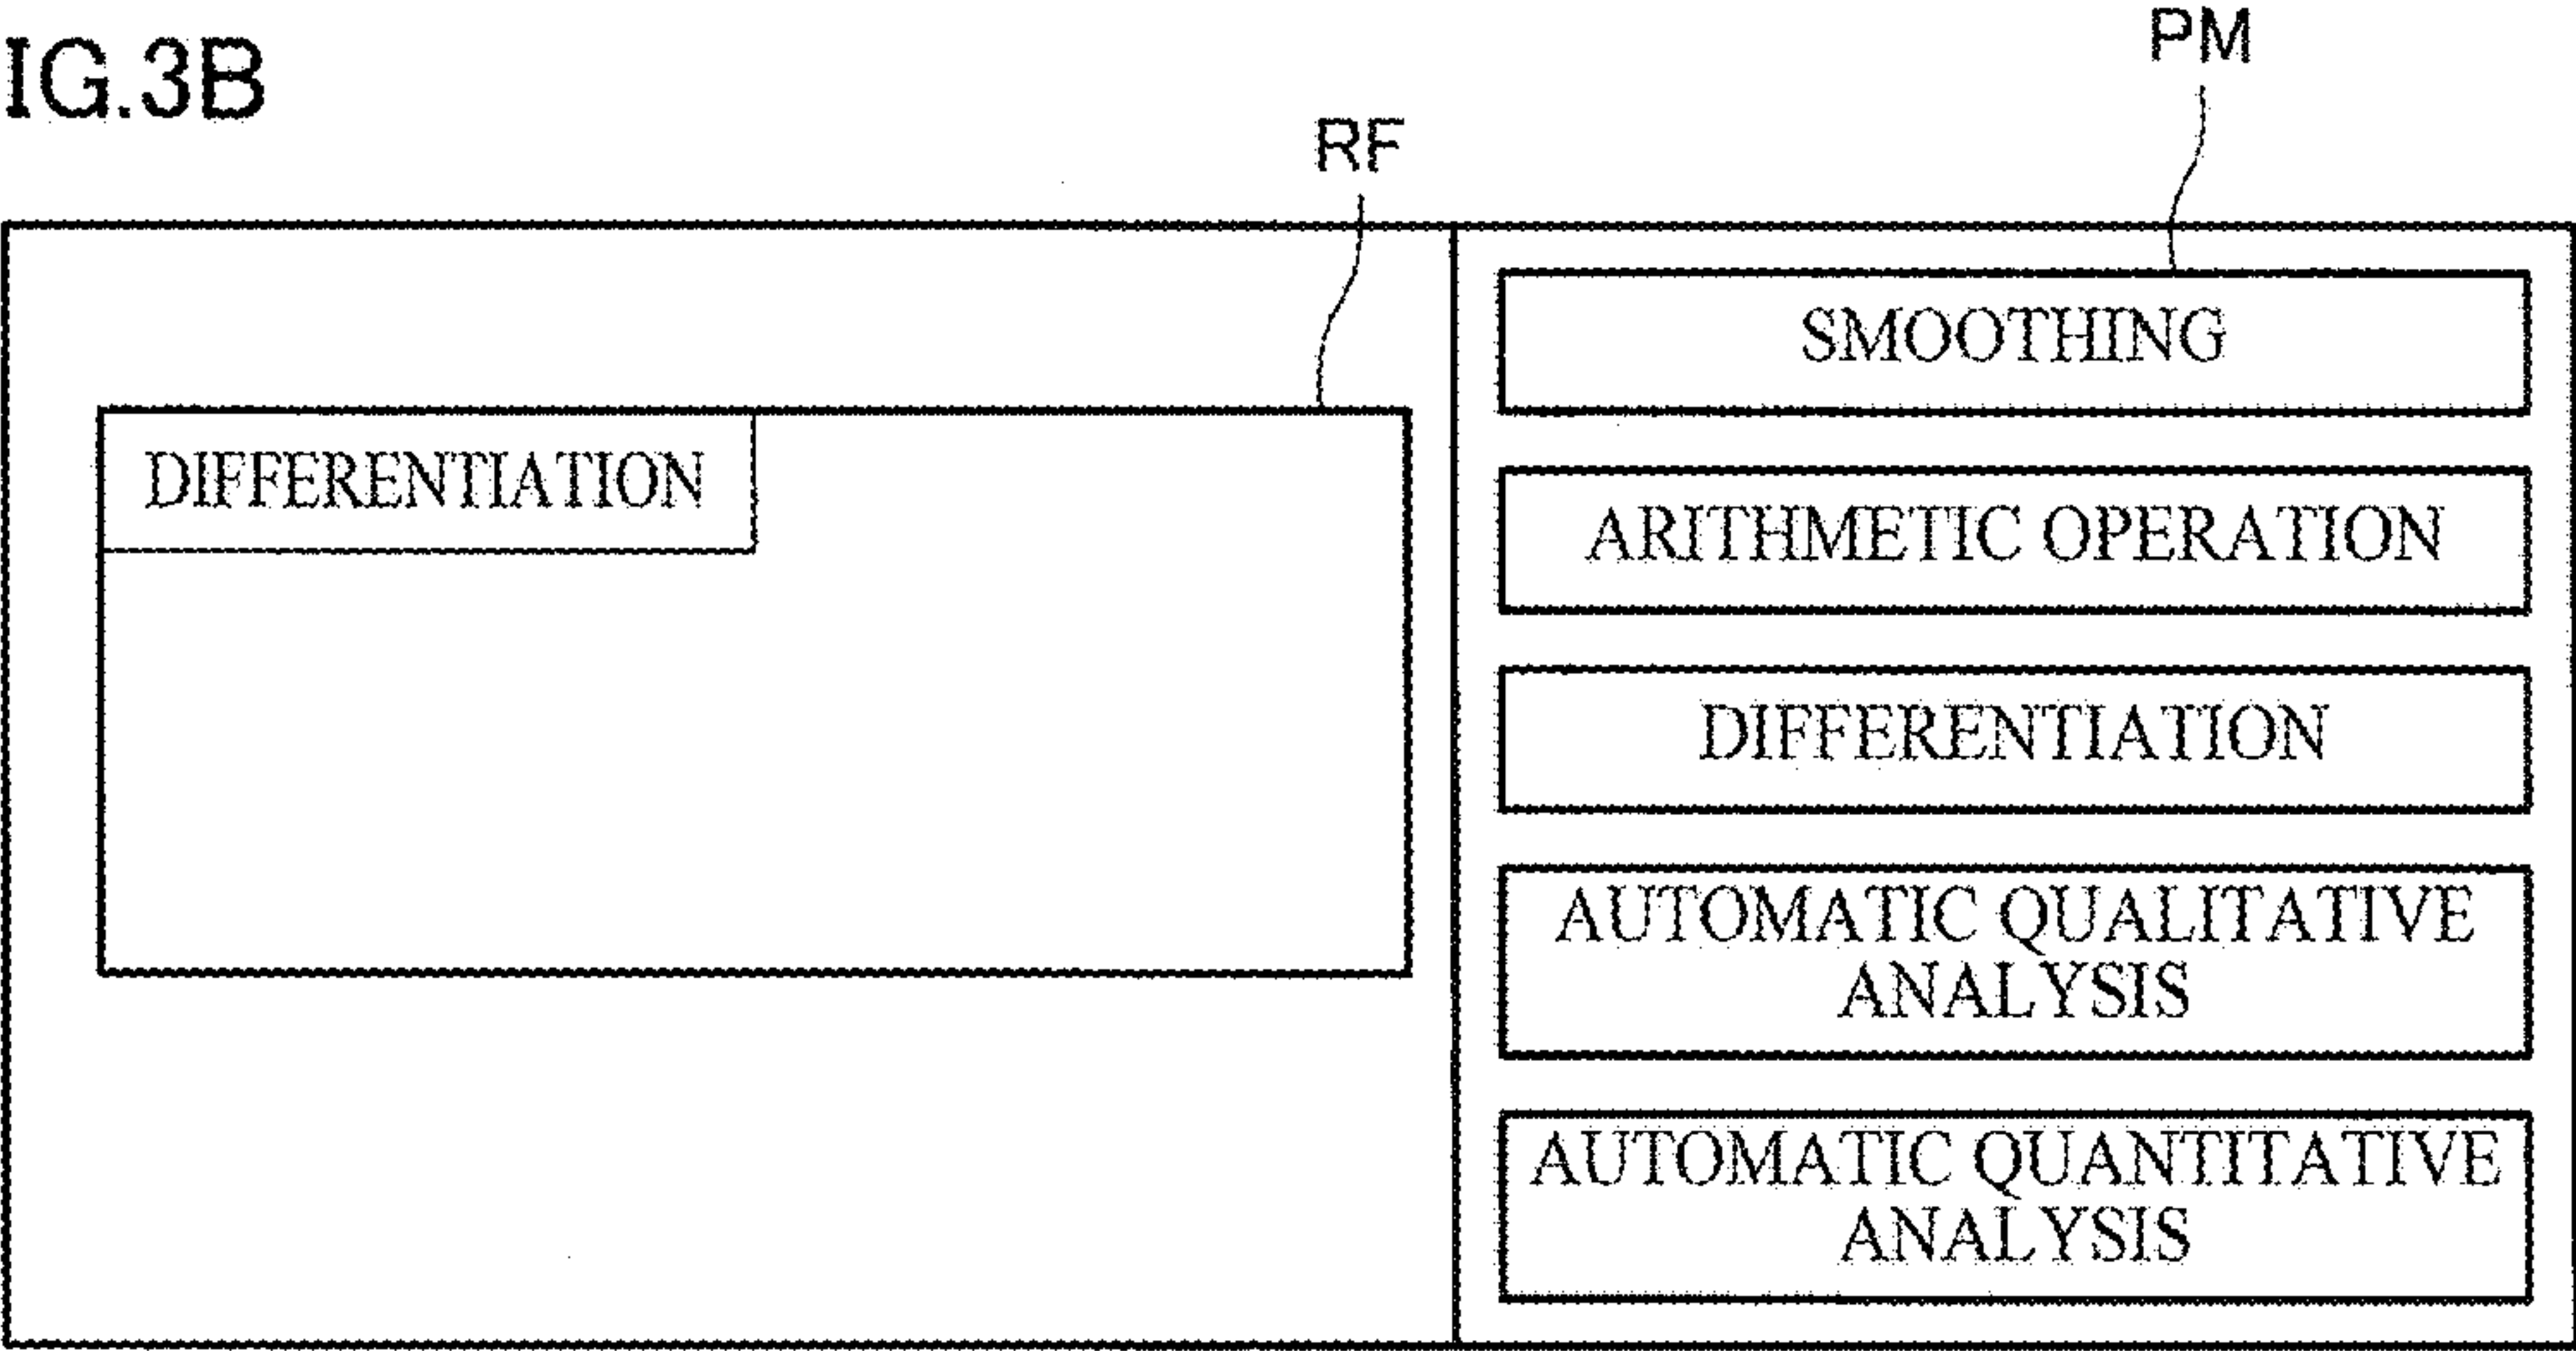 IG.3B
PM
RF
SMOOTHING
DIFFERENTIATION
ARITHMETIC OPERATION
DIFFERENTIATION
AUTOMATIC QUALITATIVE
ANALYSIS
AUTOMATIC QUANTITATIVE
ANALYSIS